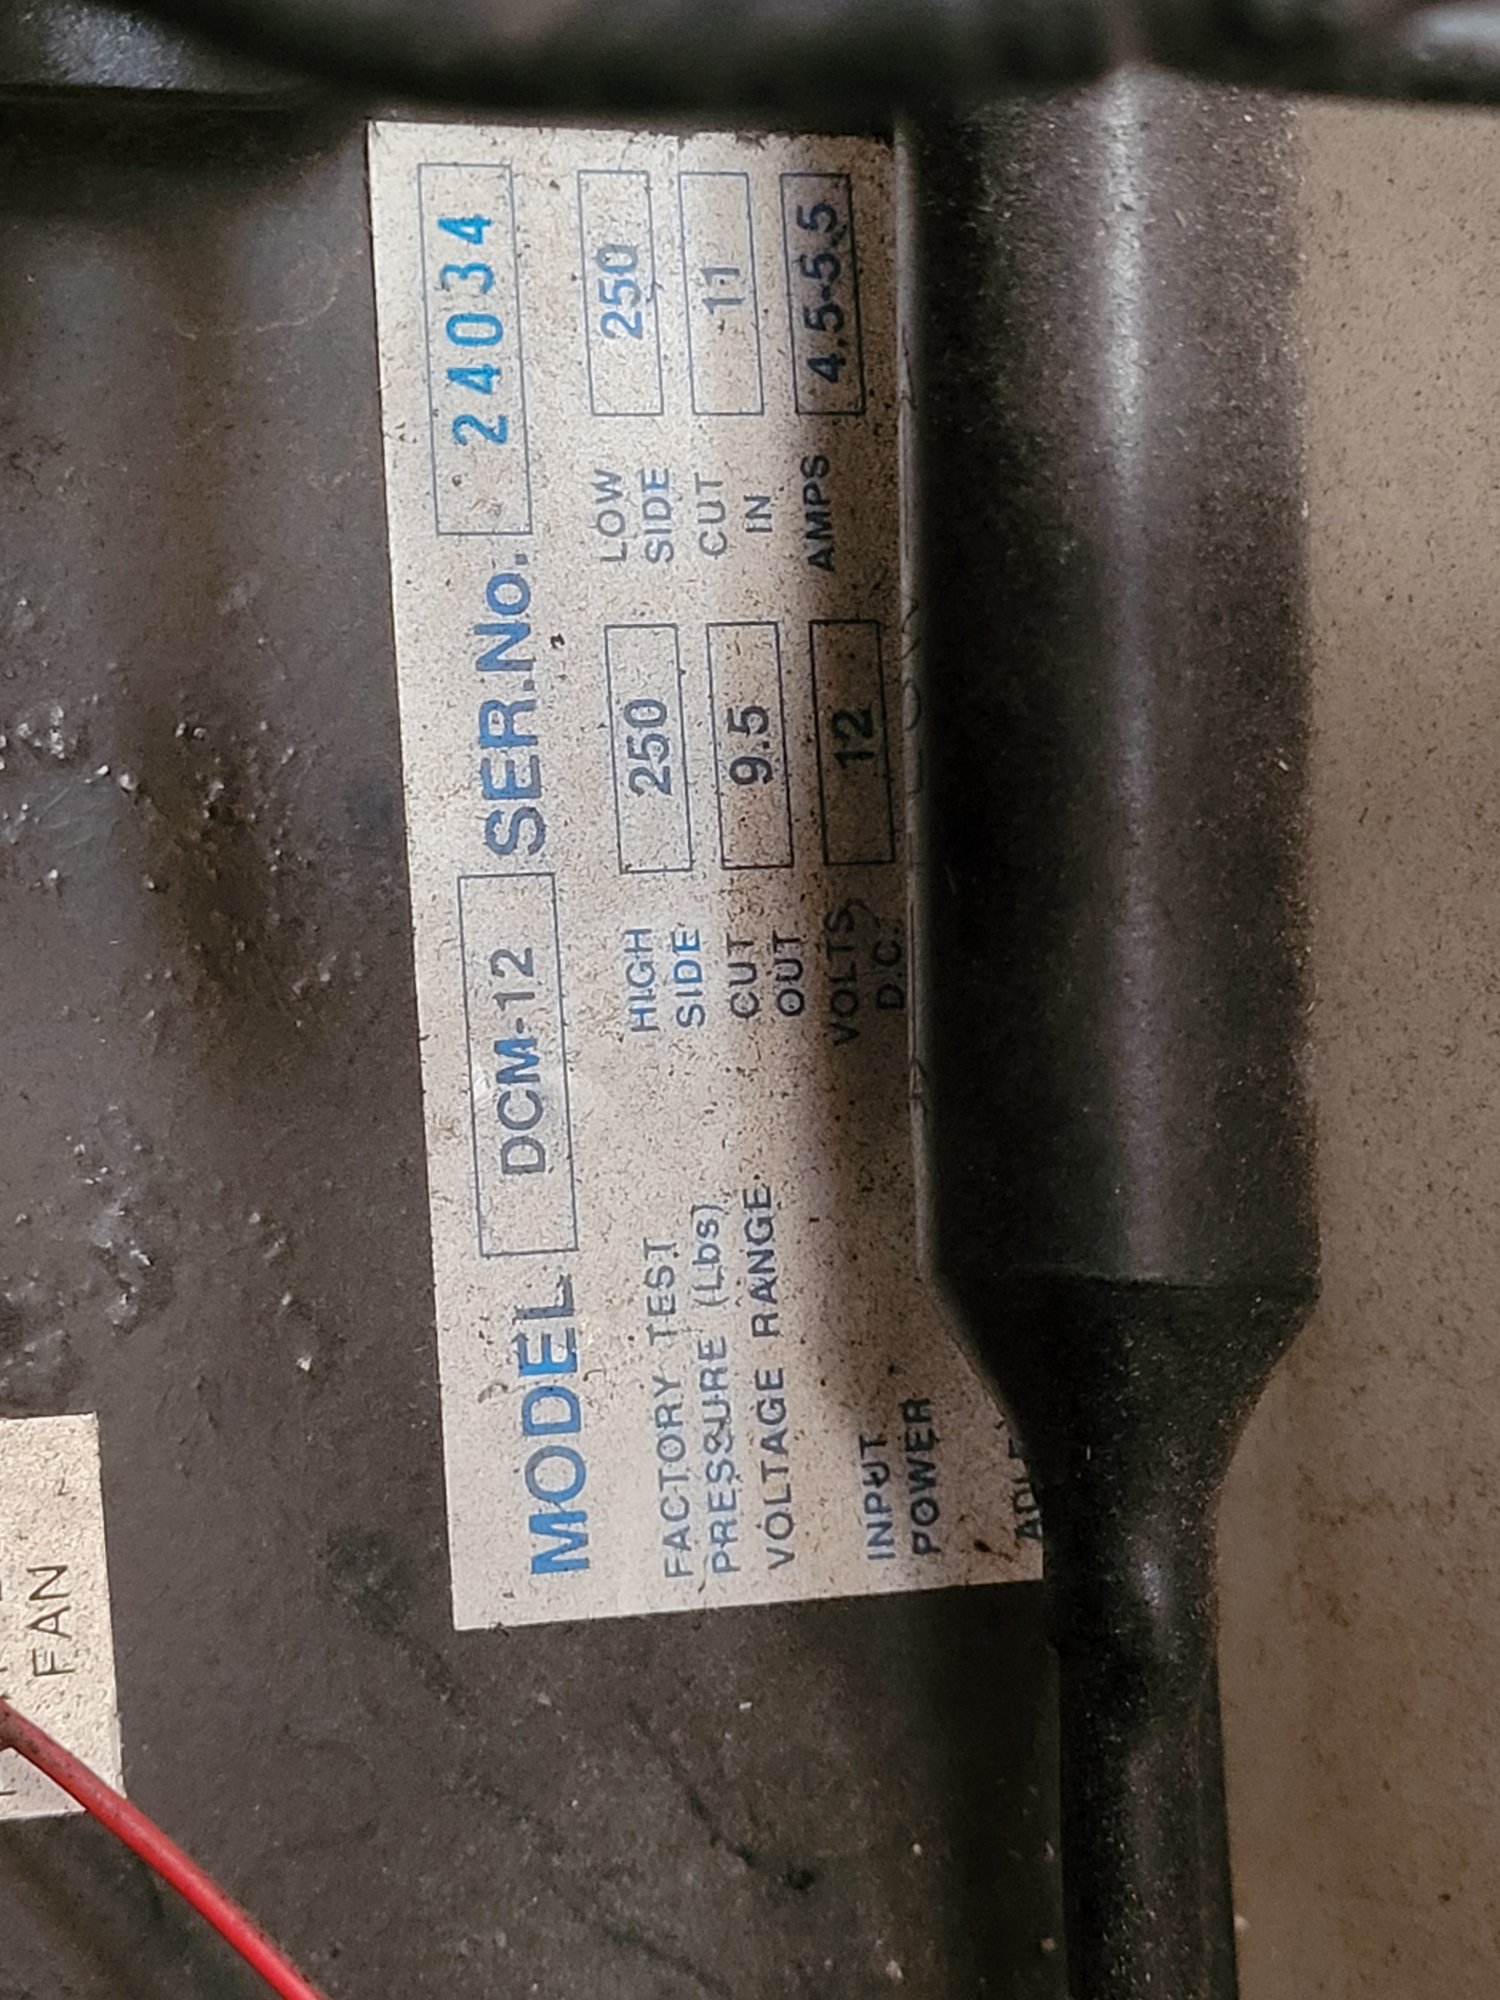 MODEL DCM-12 SER.No. 24034
FACTORY TEST PRESSURE (Lbs) HIGH SIDE 250 LOW SIDE 250
VOLTAGE RANGE CUT OUT 9.5 CUT IN 11
INPUT POWER VOLTS D.C. 12 AMPS 4.5-5.5
FAN